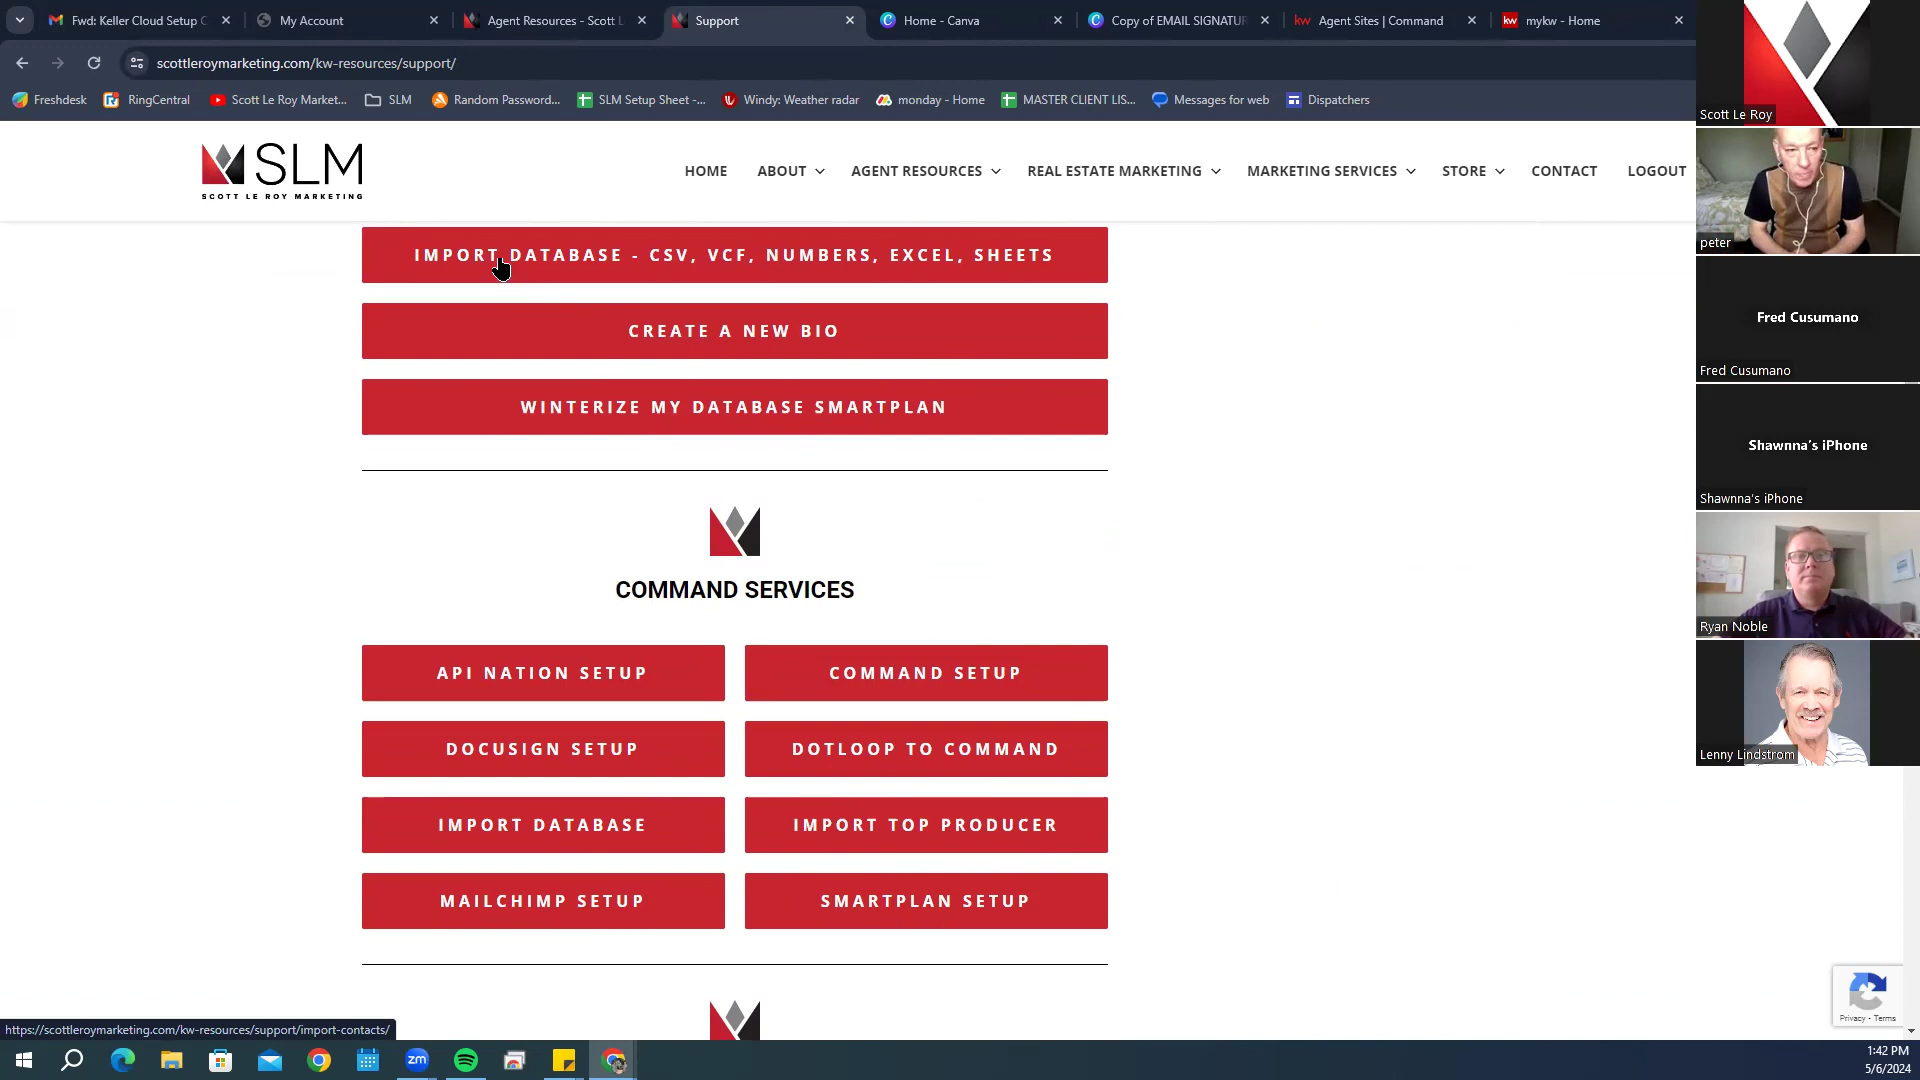 Fwd: Keller Cloud Setup C
My Account
Agent Resources - Scott L
Support
Home - Canva
Copy of EMAIL SIGNATUR
Agent Sites | Command
mykw - Home
scottleroymarketing.com/kw-resources/support/
Freshdesk
RingCentral
Scott Le Roy Market...
SLM
Random Password...
SLM Setup Sheet -...
Windy: Weather radar
monday - Home
MASTER CLIENT LIS...
Messages for web
Dispatchers
SLM
SCOTT LE ROY MARKETING
HOME
ABOUT
AGENT RESOURCES
REAL ESTATE MARKETING
MARKETING SERVICES
STORE
CONTACT
LOGOUT
IMPORT DATABASE - CSV, VCF, NUMBERS, EXCEL, SHEETS
CREATE A NEW BIO
WINTERIZE MY DATABASE SMARTPLAN
COMMAND SERVICES
API NATION SETUP
COMMAND SETUP
DOCUSIGN SETUP
DOTLOOP TO COMMAND
IMPORT DATABASE
IMPORT TOP PRODUCER
MAILCHIMP SETUP
SMARTPLAN SETUP
Scott Le Roy
peter
Fred Cusumano
Fred Cusumano
Shawnna's iPhone
Shawnna's iPhone
Ryan Noble
Lenny Lindstrom
Privacy - Terms
https://scottleroymarketing.com/kw-resources/support/import-contacts/
zm
1:42 PM
5/6/2024